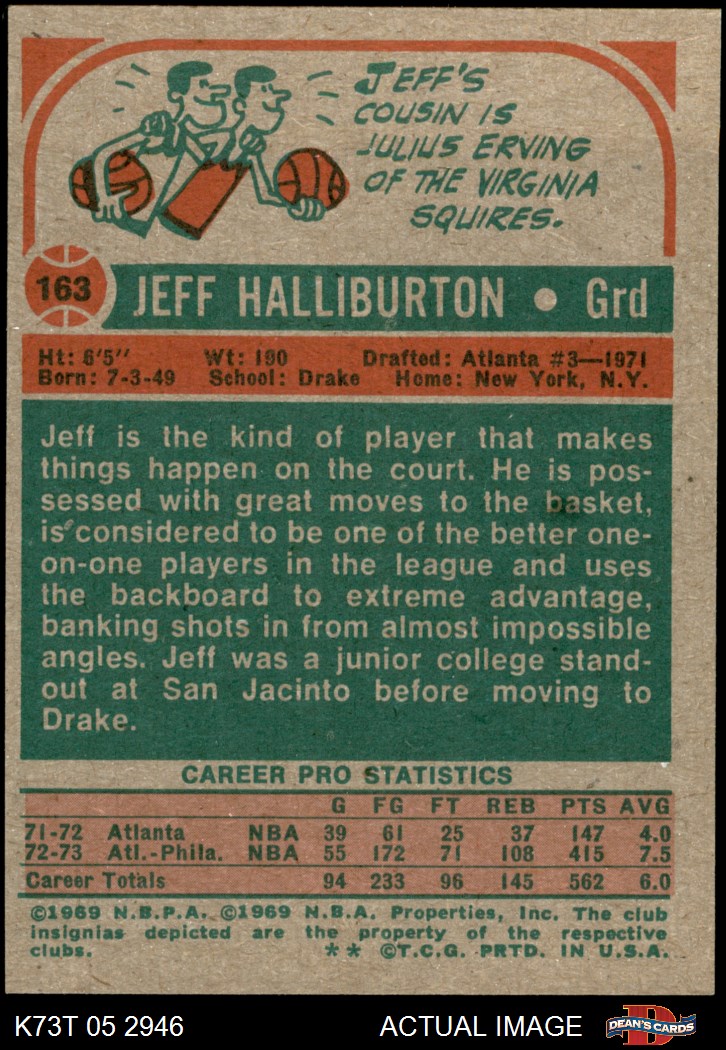 JEFF'S
COUSIN IS
JULIUS ERVING
OF THE VIRGINIA
SQUIRES.
163 JEFF HALLIBURTON • Grd
Ht: 6'5" Wt: 190 Drafted: Atlanta #3—1971
Born: 7-3-49 School: Drake Home: New York, N.Y.
Jeff is the kind of player that makes
things happen on the court. He is pos-
sessed with great moves to the basket,
is considered to be one of the better one-
on-one players in the league and uses
the backboard to extreme advantage,
banking shots in from almost impossible
angles. Jeff was a junior college stand-
out at San Jacinto before moving to
Drake.
CAREER PRO STATISTICS
G FG FT REB PTS AVG
71-72 Atlanta NBA 39 61 25 37 147 4.0
72-73 Atl.-Phila. NBA 55 172 71 108 415 7.5
Career Totals 94 233 96 145 562 6.0
©1969 N.B.P.A. ©1969 N.B.A. Properties, Inc. The club
insignias depicted are the property of the respective
clubs. ** ©T.C.G. PRTD. IN U.S.A.
K73T 05 2946 ACTUAL IMAGE D DEAN'S CARDS